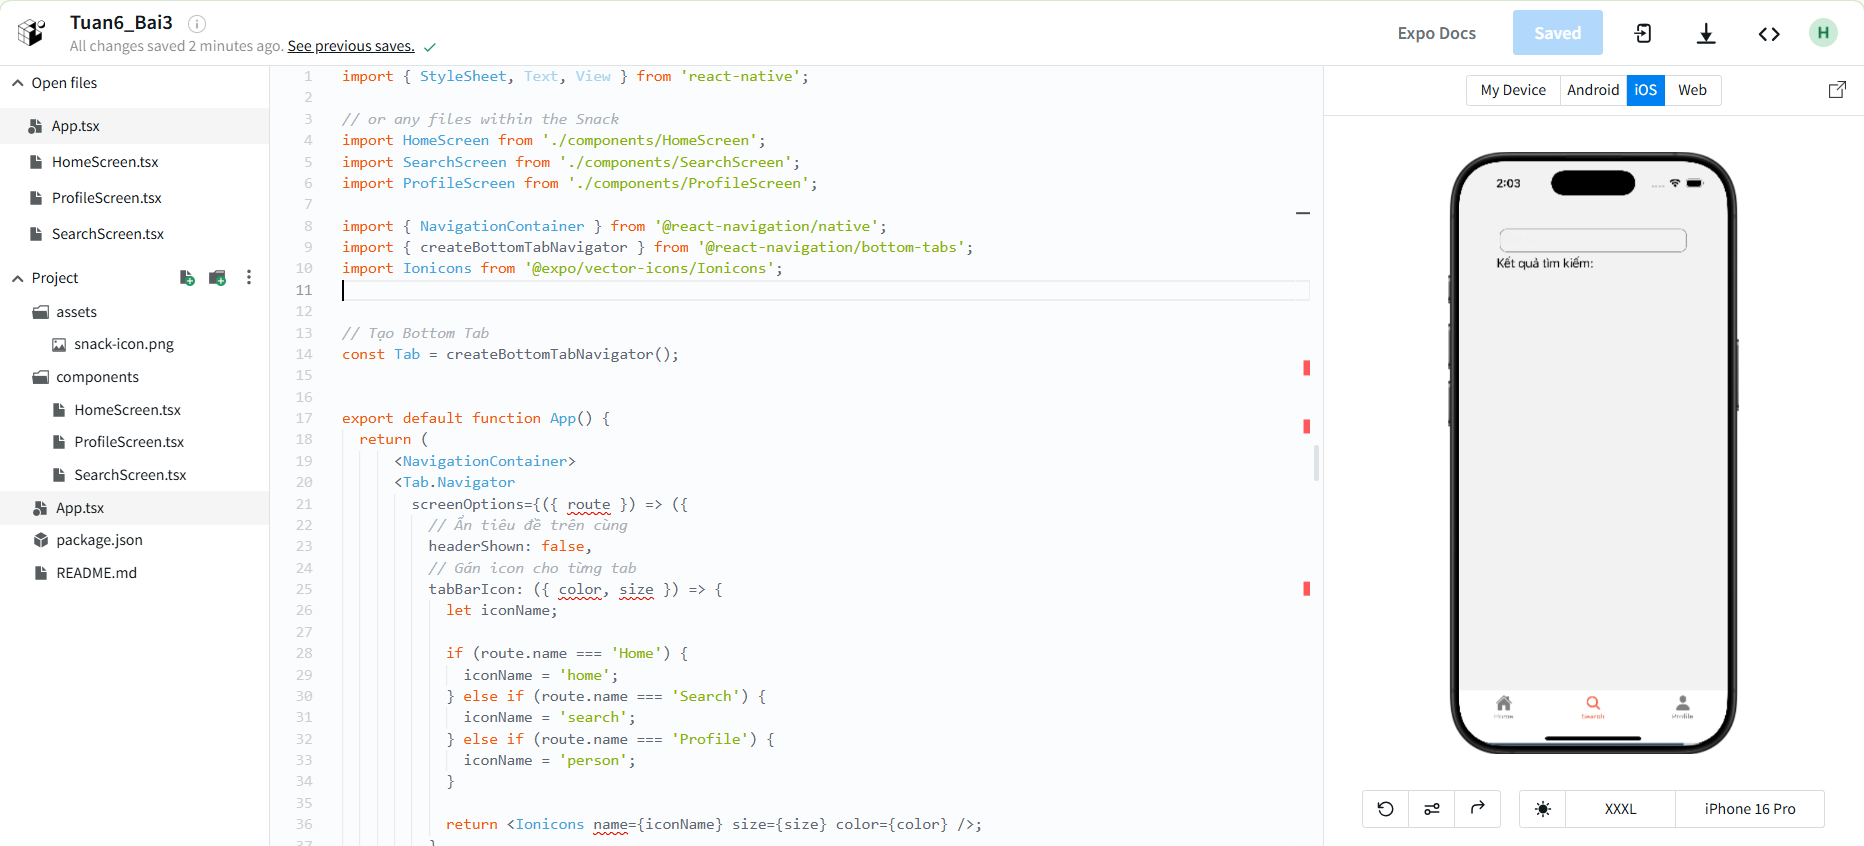 Tuan6_Bai3
All changes saved 2 minutes ago. See previous saves.
Expo Docs
Saved
H
Open files
App.tsx
HomeScreen.tsx
ProfileScreen.tsx
SearchScreen.tsx
Project
assets
snack-icon.png
components
HomeScreen.tsx
ProfileScreen.tsx
SearchScreen.tsx
App.tsx
package.json
README.md
1 import { StyleSheet, Text, View } from 'react-native';
2
3 // or any files within the Snack
4 import HomeScreen from './components/HomeScreen';
5 import SearchScreen from './components/SearchScreen';
6 import ProfileScreen from './components/ProfileScreen';
7
8 import { NavigationContainer } from '@react-navigation/native';
9 import { createBottomTabNavigator } from '@react-navigation/bottom-tabs';
10 import Ionicons from '@expo/vector-icons/Ionicons';
11
12
13 // Tạo Bottom Tab
14 const Tab = createBottomTabNavigator();
15
16
17 export default function App() {
18 return (
19 <NavigationContainer>
20 <Tab.Navigator
21 screenOptions={({ route }) => ({
22 // Ẩn tiêu đề trên cùng
23 headerShown: false,
24 // Gán icon cho từng tab
25 tabBarIcon: ({ color, size }) => {
26 let iconName;
27
28 if (route.name === 'Home') {
29 iconName = 'home';
30 } else if (route.name === 'Search') {
31 iconName = 'search';
32 } else if (route.name === 'Profile') {
33 iconName = 'person';
34 }
35
36 return <Ionicons name={iconName} size={size} color={color} />;
37 }
My Device
Android
iOS
Web
2:03
Kết quả tìm kiếm:
Home
Search
Profile
XXXL
iPhone 16 Pro